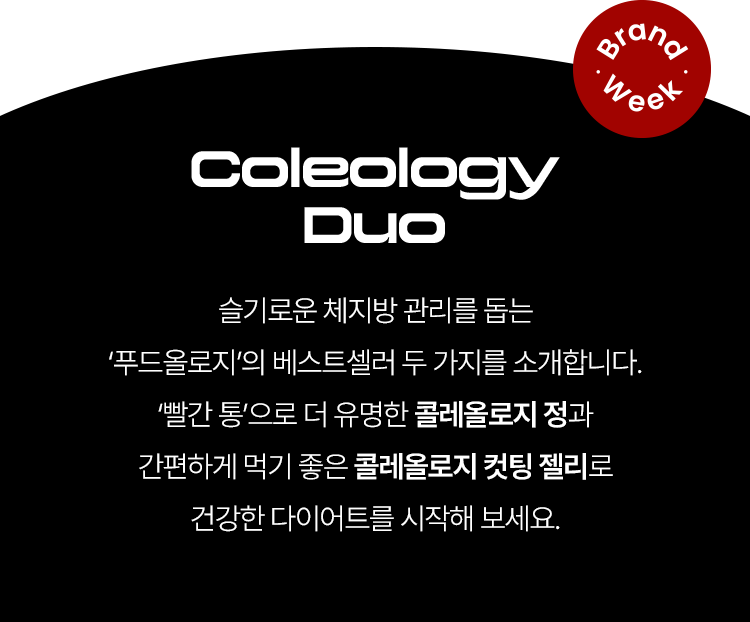 Brand
Week
Coleology
Duo
슬기로운 체지방 관리를 돕는
‘푸드올로지’의 베스트셀러 두 가지를 소개합니다.
‘빨간 통’으로 더 유명한 콜레올로지 정과
간편하게 먹기 좋은 콜레올로지 컷팅 젤리로
건강한 다이어트를 시작해 보세요.